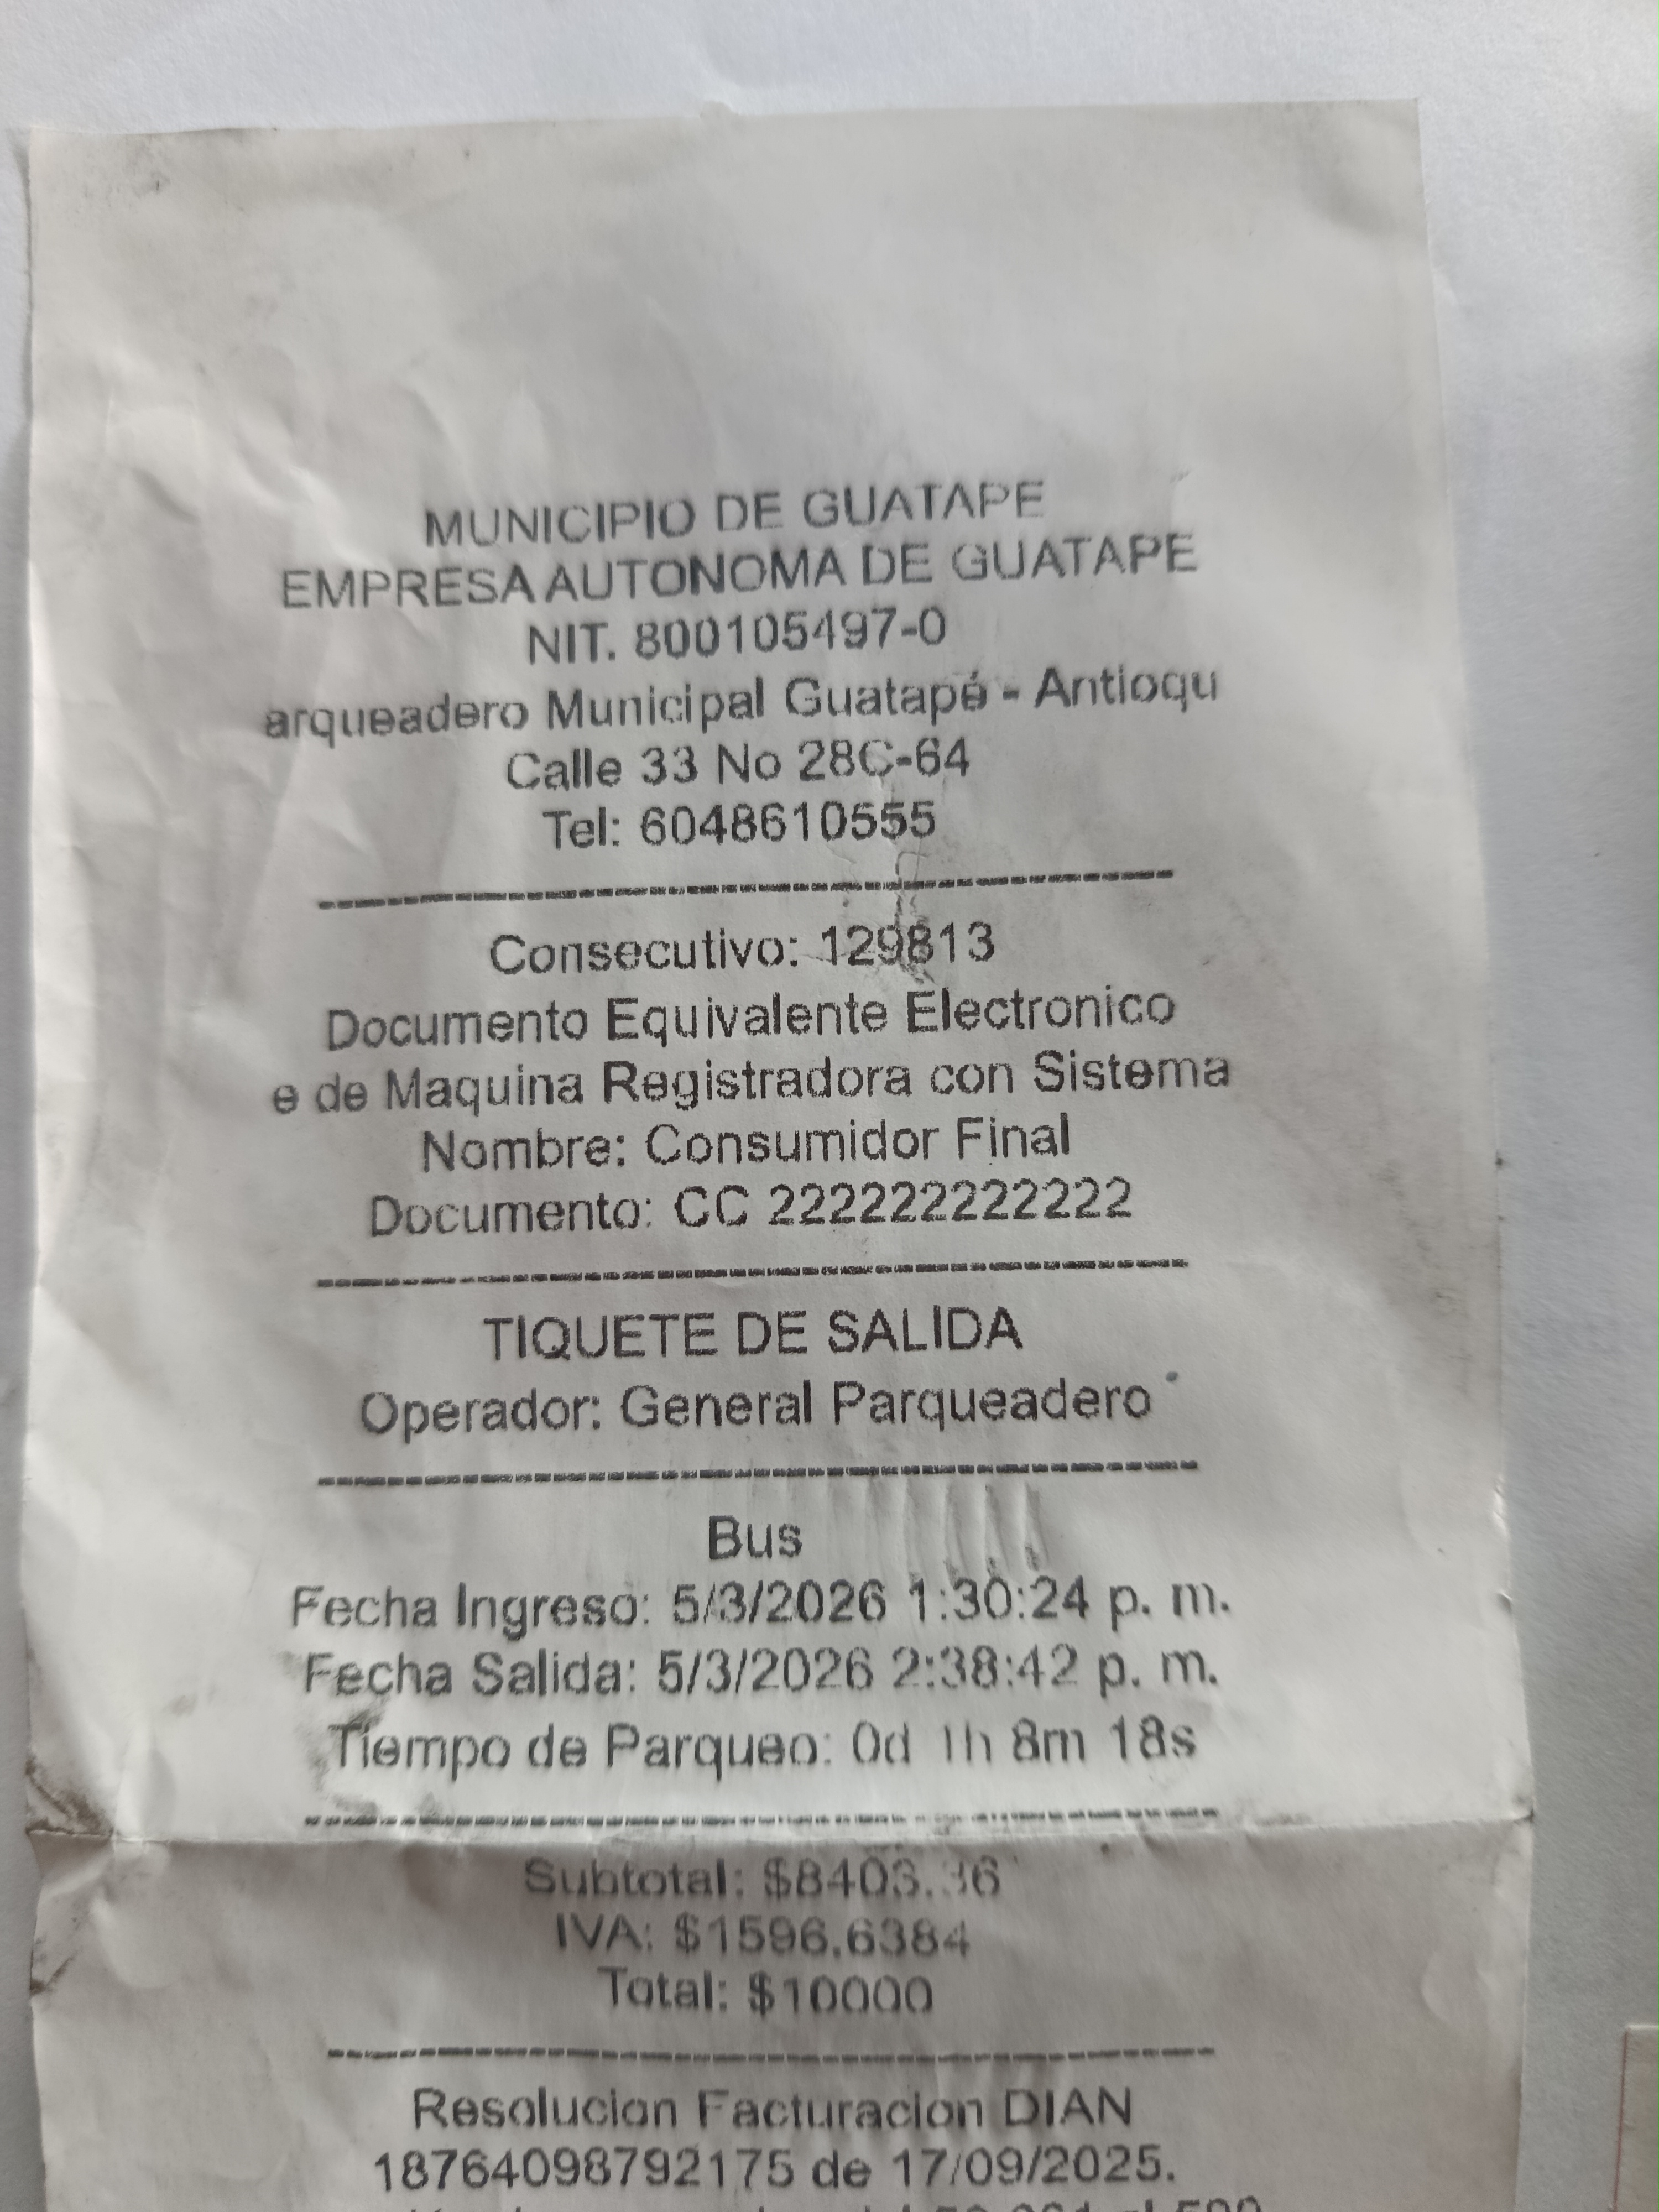 MUNICIPIO DE GUATAPE
EMPRESA AUTONOMA DE GUATAPE
NIT. 800105497-0
arqueadero Municipal Guatapé - Antioqu
Calle 33 No 28C-64
Tel: 6048610555
Consecutivo: 129813
Documento Equivalente Electronico
e de Maquina Registradora con Sistema
Nombre: Consumidor Final
Documento: CC 222222222222
TIQUETE DE SALIDA
Operador: General Parqueadero
Bus
Fecha Ingreso: 5/3/2026 1:30:24 p. m.
Fecha Salida: 5/3/2026 2:38:42 p. m.
Tiempo de Parqueo: 0d 1h 8m 18s
Subtotal: $8403.36
IVA: $1596.6384
Total: $10000
Resolucion Facturacion DIAN
18764098792175 de 17/09/2025.